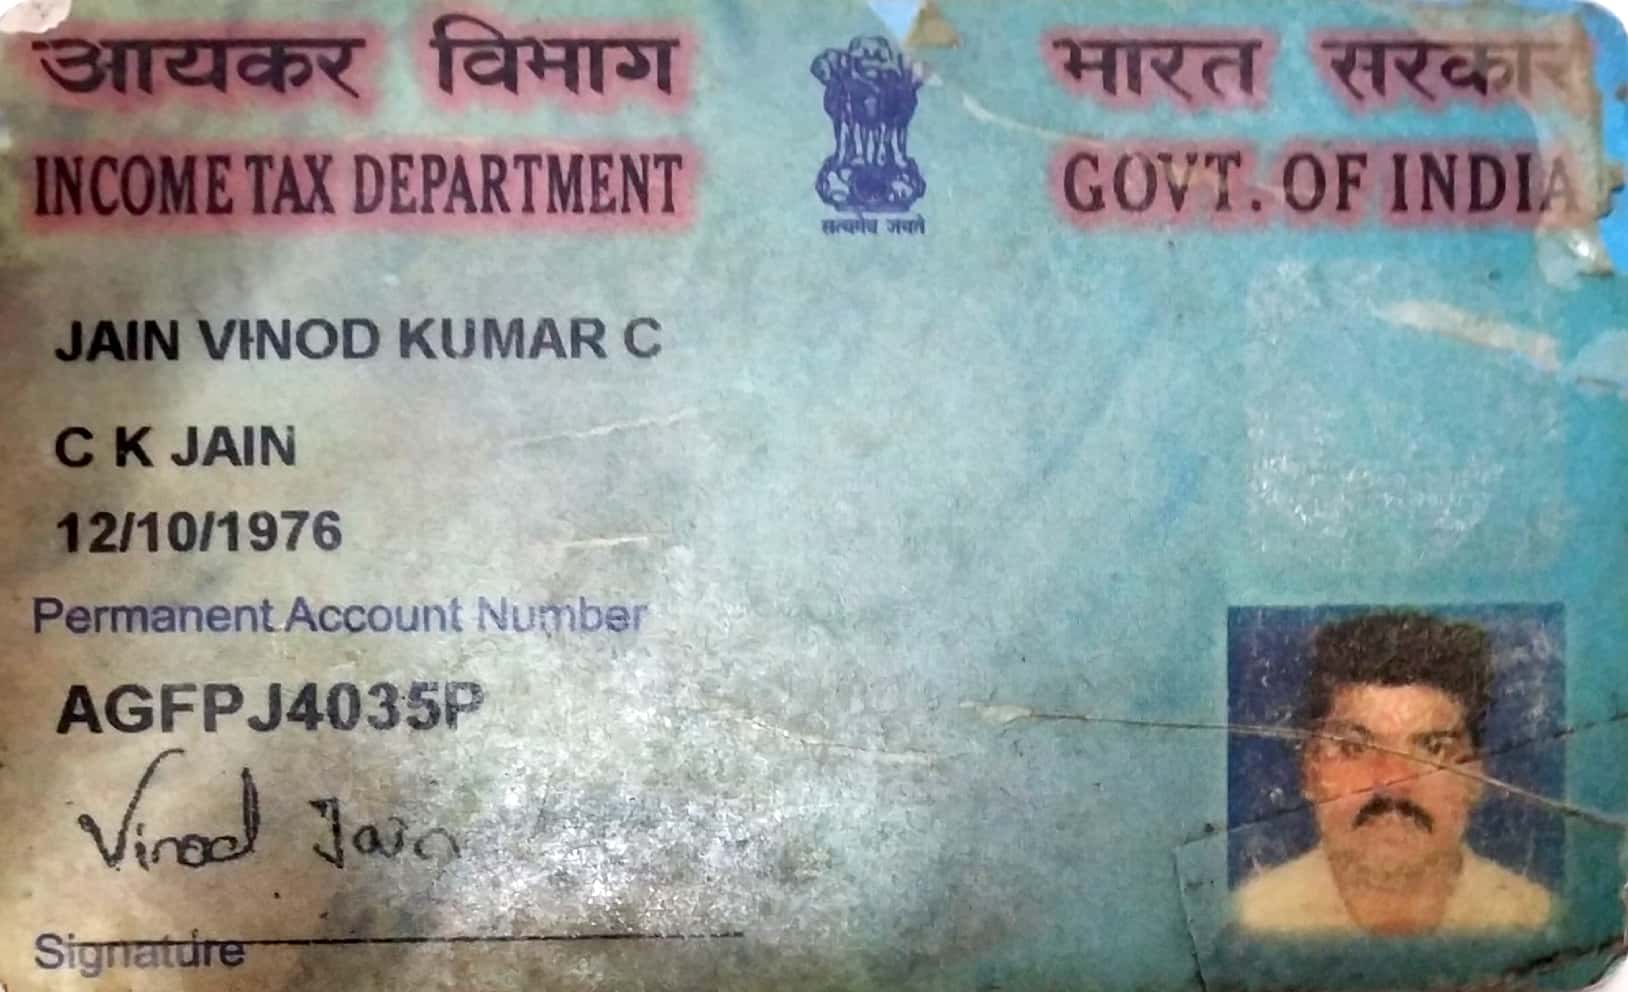 आयकर विभाग
भारत सरकार
INCOME TAX DEPARTMENT
GOVT. OF INDIA
सत्यमेव जयते
JAIN VINOD KUMAR C
C K JAIN
12/10/1976
Permanent Account Number
AGFPJ4035P
Vinod Jain
Signature